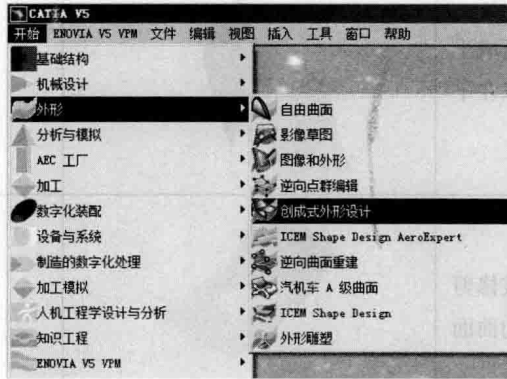 CATIA V5
开始 ENOVIA V5 VPM 文件 编辑 视图 插入 工具 窗口 帮助
基础结构
机械设计
外形
分析与模拟
AEC 工厂
加工
数字化装配
设备与系统
制造的数字化处理
加工模拟
人机工程学设计与分析
知识工程
ENOVIA V5 VPM
自由曲面
影像草图
图像和外形
逆向点群编辑
创成式外形设计
ICEM Shape Design AeroExpert
逆向曲面重建
汽机车 A 级曲面
ICEM Shape Design
外形雕塑